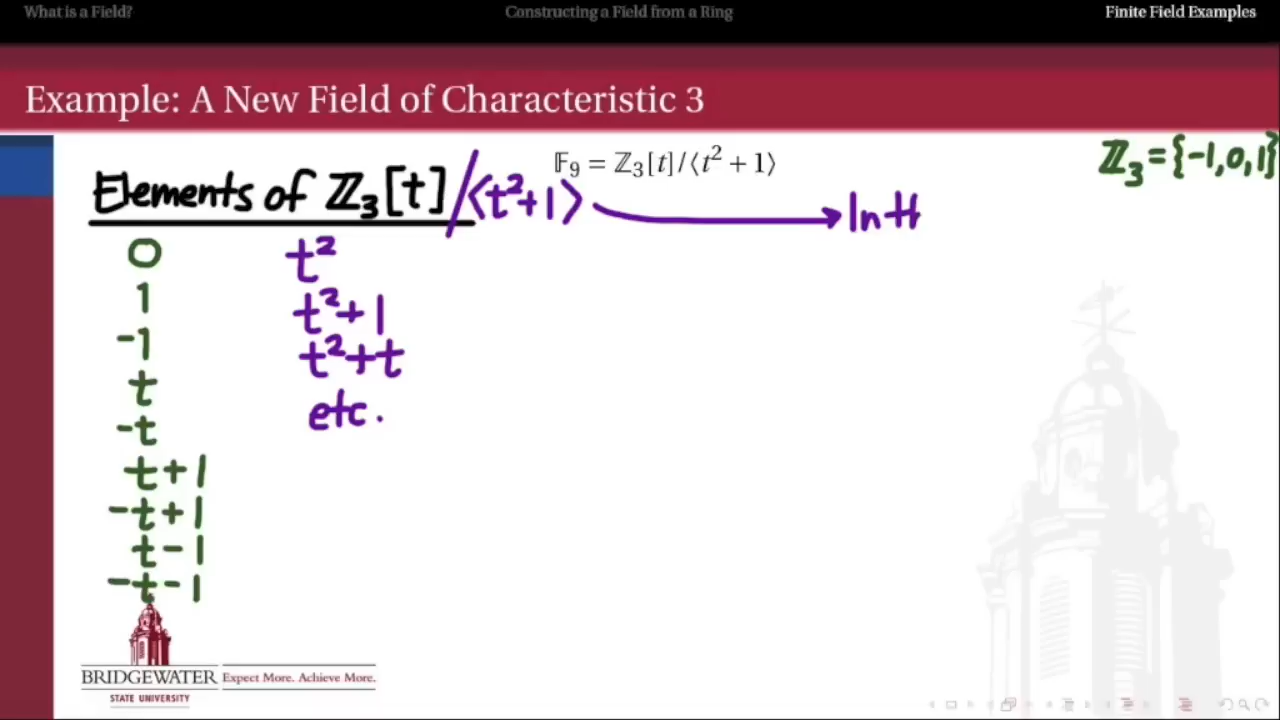 What is a Field? Constructing a Field from a Ring Finite Field Examples
Example: A New Field of Characteristic 3
𝔽₉ = ℤ₃[t]/⟨t² + 1⟩
ℤ₃={-1,0,1}
Elements of ℤ₃[t]/⟨t²+1⟩
0
1
-1
t
-t
t+1
-t+1
t-1
-t-1
t²
t²+1
t²+t
etc.
BRIDGEWATER
STATE UNIVERSITY
Expect More. Achieve More.